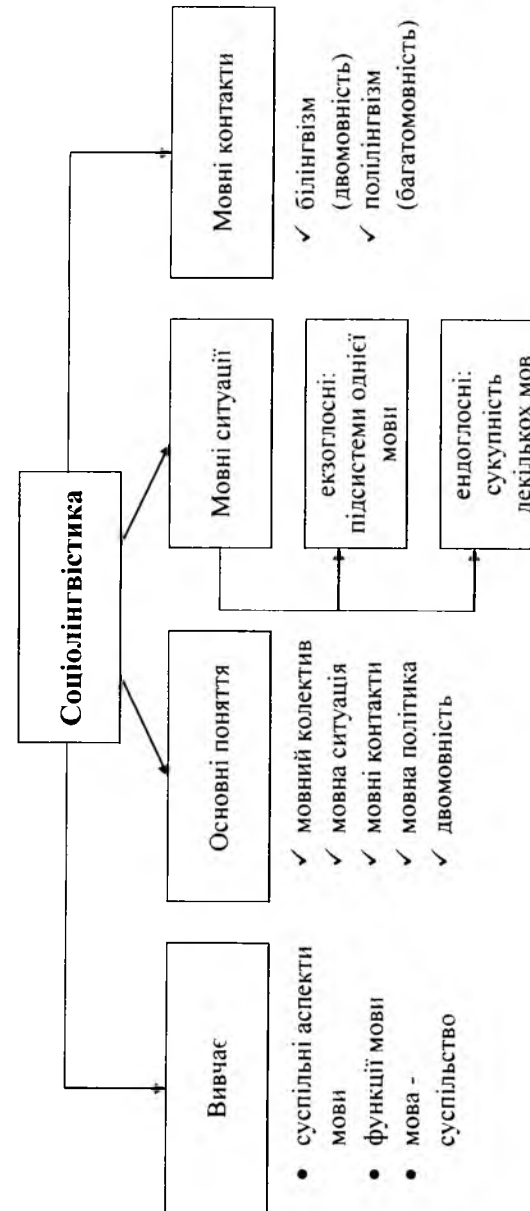 Соціолінгвістика
Вивчає
• суспільні аспекти
мови
• функції мови
• мова -
суспільство
Основні поняття
✓ мовний колектив
✓ мовна ситуація
✓ мовні контакти
✓ мовна політика
✓ двомовність
Мовні ситуації
екзоглосні:
підсистеми однієї
мови
ендоглосні:
сукупність
декількох мов
Мовні контакти
✓ білінгвізм
(двомовність)
✓ полілінгвізм
(багатомовність)